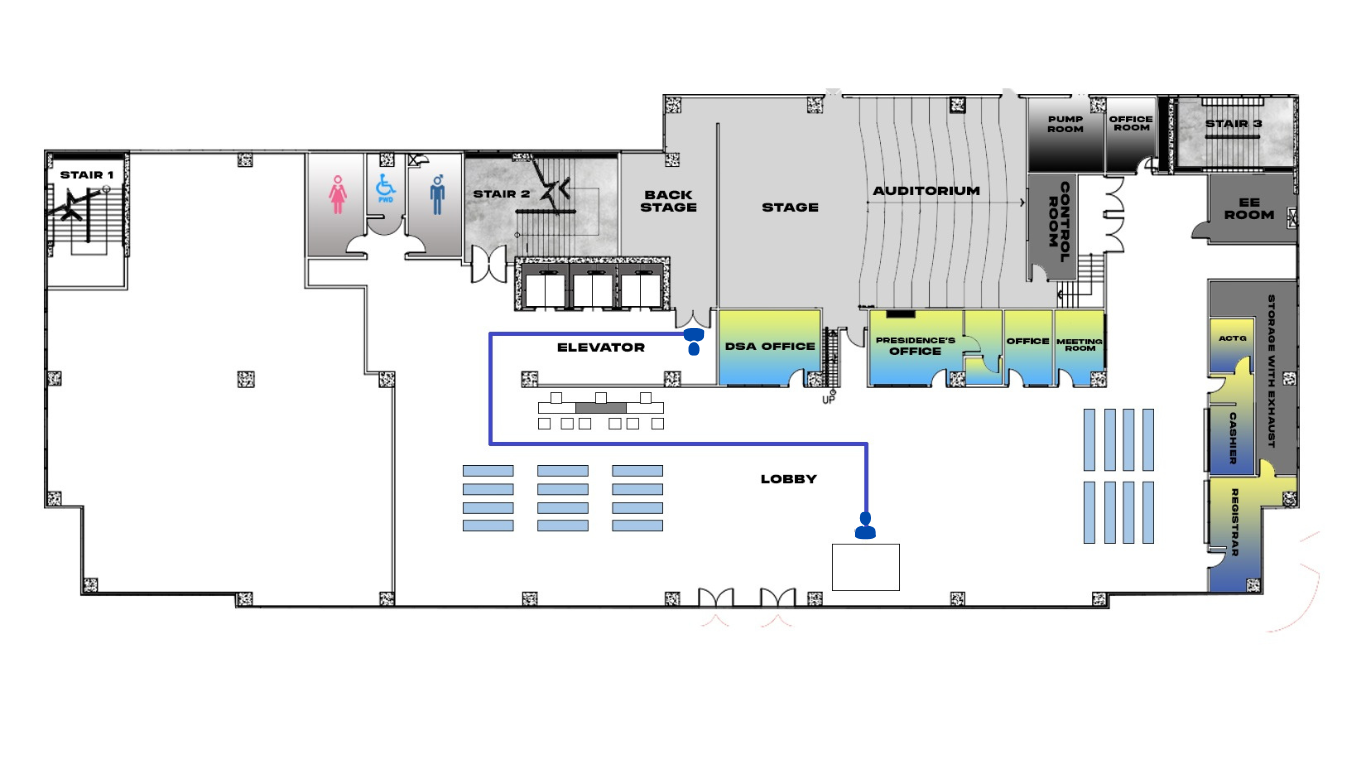 STAIR 1
PWD
STAIR 2
BACK
STAGE
STAGE
AUDITORIUM
PUMP
ROOM
OFFICE
ROOM
STAIR 3
CONTROL
ROOM
EE
ROOM
ELEVATOR
DSA OFFICE
UP
PRESIDENCE'S
OFFICE
OFFICE
MEETING
ROOM
ACTG
STORAGE WITH EXHAUST
CASHIER
LOBBY
REGISTRAR